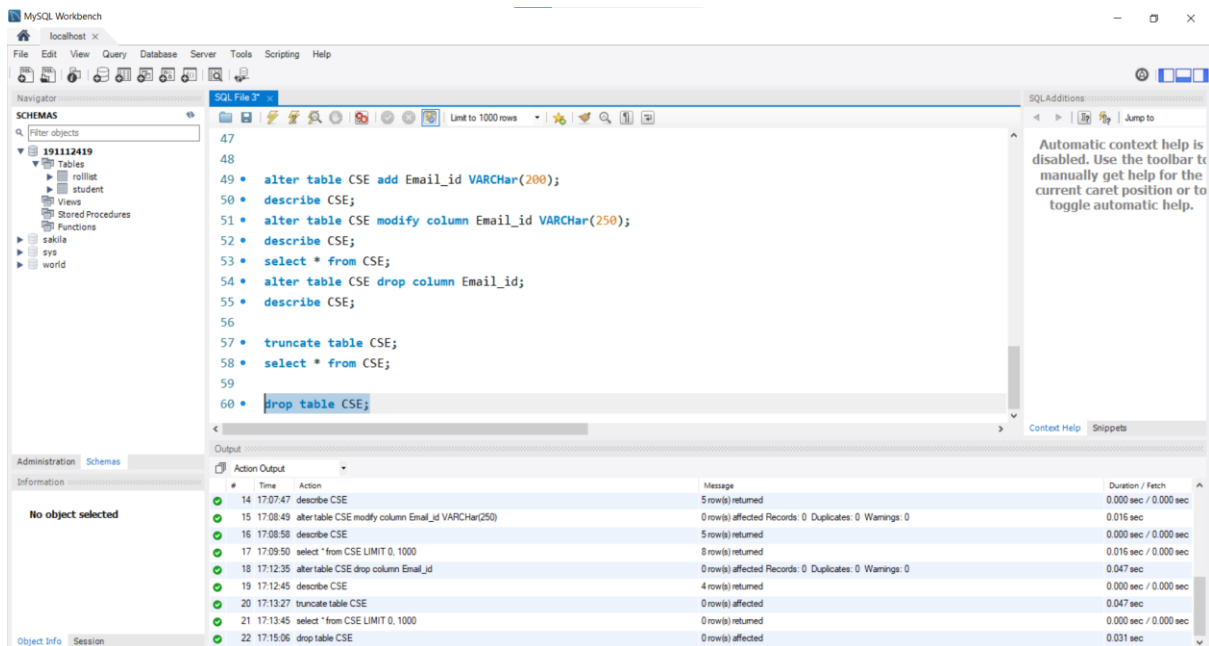 MySQL Workbench
localhost ×
File Edit View Query Database Server Tools Scripting Help
Navigator
SCHEMAS
Filter objects
191112419
Tables
rolllist
student
Views
Stored Procedures
Functions
sakila
sys
world
Administration Schemas
Information
No object selected
Object Info Session
SQL File 3* ×
Limit to 1000 rows
47
48
49 alter table CSE add Email_id VARChar(200);
50 describe CSE;
51 alter table CSE modify column Email_id VARChar(250);
52 describe CSE;
53 select * from CSE;
54 alter table CSE drop column Email_id;
55 describe CSE;
56
57 truncate table CSE;
58 select * from CSE;
59
60 drop table CSE;
SQLAdditions
Jump to
Automatic context help is
disabled. Use the toolbar to
manually get help for the
current caret position or to
toggle automatic help.
Context Help Snippets
Output
Action Output
# Time Action Message Duration / Fetch
14 17:07:47 describe CSE 5 row(s) returned 0.000 sec / 0.000 sec
15 17:08:49 alter table CSE modify column Email_id VARChar(250) 0 row(s) affected Records: 0 Duplicates: 0 Warnings: 0 0.016 sec
16 17:08:58 describe CSE 5 row(s) returned 0.000 sec / 0.000 sec
17 17:09:50 select * from CSE LIMIT 0, 1000 8 row(s) returned 0.016 sec / 0.000 sec
18 17:12:35 alter table CSE drop column Email_id 0 row(s) affected Records: 0 Duplicates: 0 Warnings: 0 0.047 sec
19 17:12:45 describe CSE 4 row(s) returned 0.000 sec / 0.000 sec
20 17:13:27 truncate table CSE 0 row(s) affected 0.047 sec
21 17:13:45 select * from CSE LIMIT 0, 1000 0 row(s) returned 0.000 sec / 0.000 sec
22 17:15:06 drop table CSE 0 row(s) affected 0.031 sec